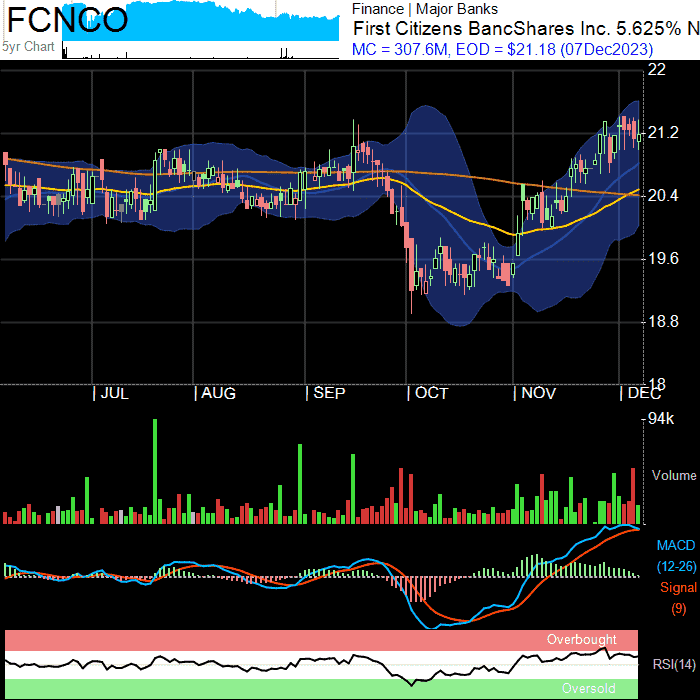 FCNCO
5yr Chart
Finance | Major Banks
First Citizens BancShares Inc. 5.625% N
MC = 307.6M, EOD = $21.18 (07Dec2023)
22
21.2
20.4
19.6
18.8
18
| JUL | AUG | SEP | OCT | NOV | DEC
94k
Volume
MACD
(12-26)
Signal
(9)
Overbought
RSI(14)
Oversold